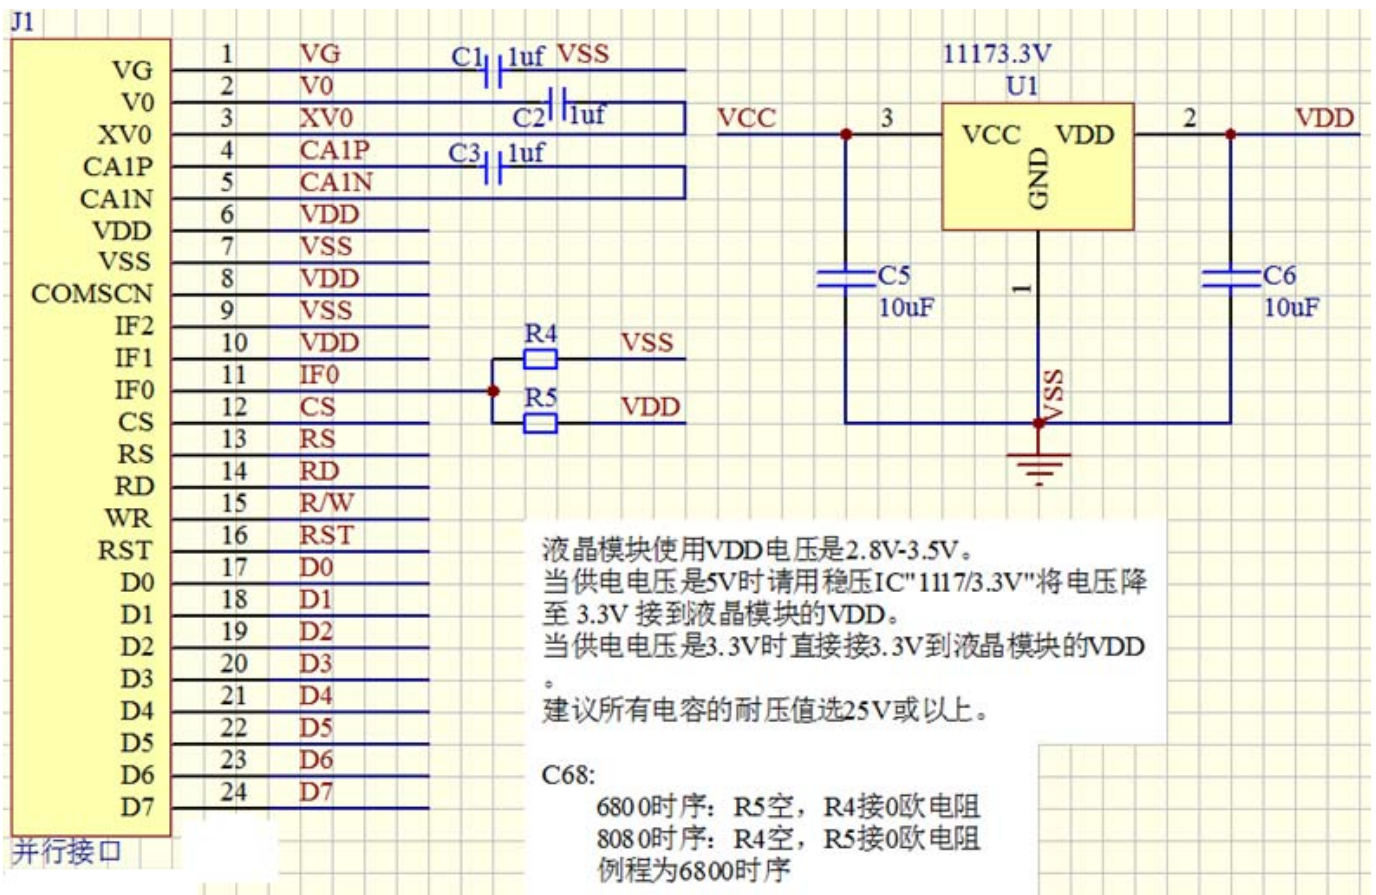 J1
VG 1 VG C1 1uf VSS
V0 2 V0
XV0 3 XV0 C2 1uf
CA1P 4 CA1P C3 1uf
CA1N 5 CA1N
VDD 6 VDD
VSS 7 VSS
COMSCN 8 VDD
IF2 9 VSS
IF1 10 VDD R4 VSS
IF0 11 IF0
CS 12 CS R5 VDD
RS 13 RS
RD 14 RD
WR 15 R/W
RST 16 RST
D0 17 D0
D1 18 D1
D2 19 D2
D3 20 D3
D4 21 D4
D5 22 D5
D6 23 D6
D7 24 D7
并行接口
11173.3V
U1
VCC 3 VCC VDD 2 VDD
GND
1
C5
10uF
C6
10uF
VSS
液晶模块使用VDD电压是2.8V-3.5V。
当供电电压是5V时请用稳压IC"1117/3.3V"将电压降
至 3.3V 接到液晶模块的VDD。
当供电电压是3.3V时直接接3.3V到液晶模块的VDD
。
建议所有电容的耐压值选25V或以上。
C68:
6800时序：R5空，R4接0欧电阻
8080时序：R4空，R5接0欧电阻
例程为6800时序